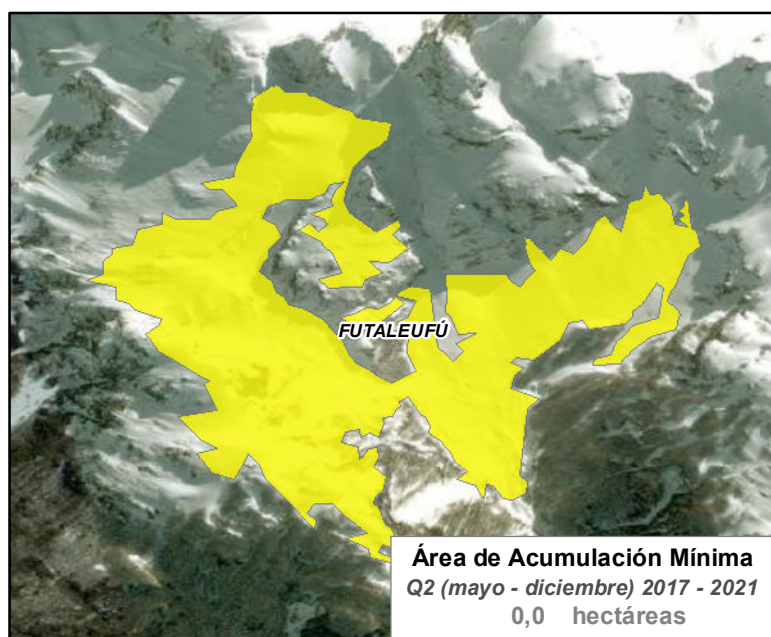 FUTALEUFÚ
Área de Acumulación Mínima
Q2 (mayo - diciembre) 2017 - 2021
0,0 hectáreas